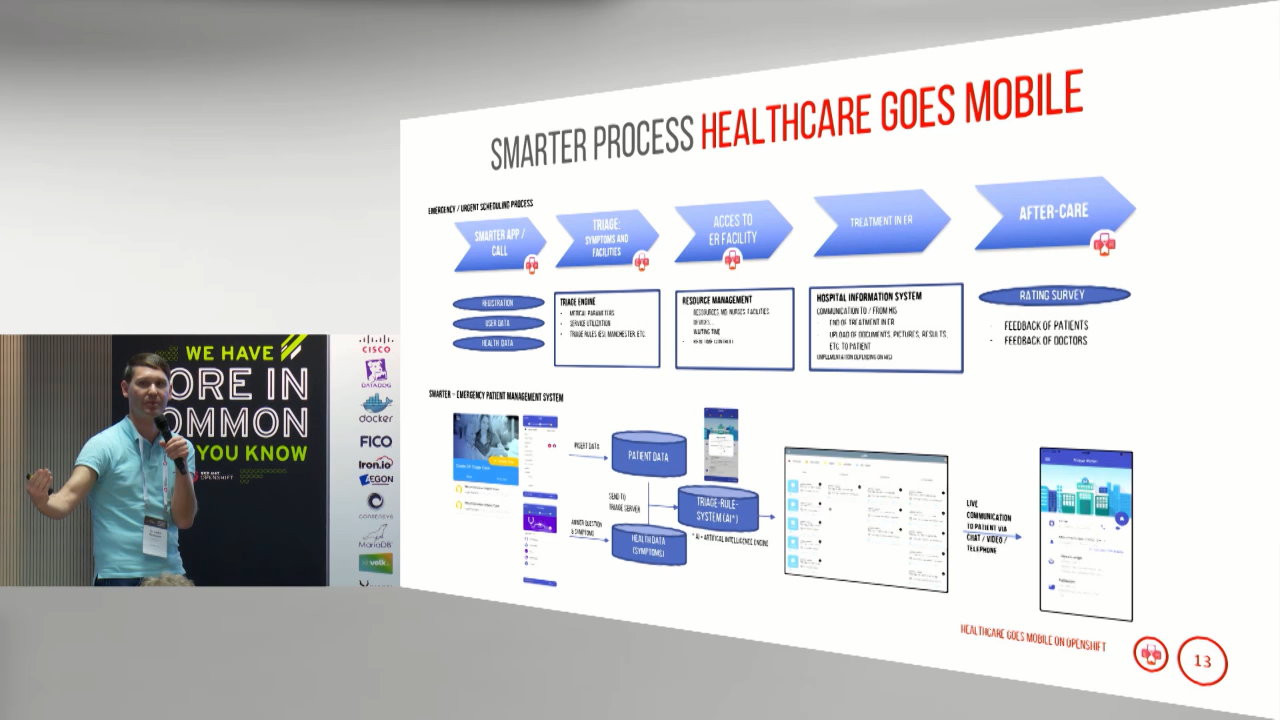 SMARTER PROCESS HEALTHCARE GOES MOBILE
EMERGENCY / URGENT SCHEDULING PROCESS
SMARTER APP /
CALL
TRIAGE:
SYMPTOMS AND
FACILITIES
ACCES TO
ER FACILITY
TREATMENT IN ER
AFTER-CARE
REGISTRATION
USER DATA
HEALTH DATA
TRIAGE ENGINE
MEDICAL PARAMETERS
SERVICE UTILIZATION
TRIAGE RULES (ESI, MANCHESTER, ETC.
RESOURCE MANAGEMENT
WAITING TIME
HOSPITAL INFORMATION SYSTEM
COMMUNICATION TO / FROM HIS
END OF TREATMENT IN ER
UPLOAD OF DOCUMENTS, PICTURES, RESULTS,
ETC. TO PATIENT
(IMPLEMENTATION DEPENDING ON HIS)
RATING SURVEY
- FEEDBACK OF PATIENTS
- FEEDBACK OF DOCTORS
SMARTER – EMERGENCY PATIENT MANAGEMENT SYSTEM
INSERT DATA
PATIENT DATA
SEND TO
TRIAGE SERVER
TRIAGE-RULE-
SYSTEM (AI*)
ANSWER QUESTION
& SYMPTOMS
HEALTH DATA
(SYMPTOMS)
* AI = ARTIFICIAL INTELLIGENCE ENGINE
LIVE
COMMUNICATION
TO PATIENT VIA
CHAT / VIDEO /
TELEPHONE
HEALTHCARE GOES MOBILE ON OPENSHIFT
13
WE HAVE
ORE IN
OMMON
YOU KNOW
RED HAT
OPENSHIFT
CISCO
DATADOG
docker
FICO
Iron.io
AEGON
CONSENSYS
MariaDB